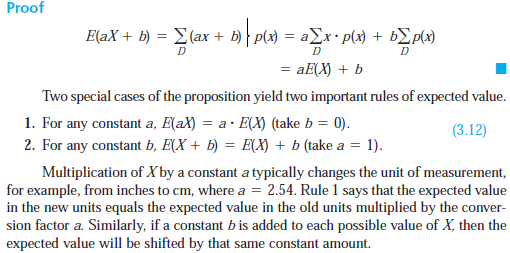 Proof
E(aX + b) = ∑(ax + b) · p(x) = a∑x · p(x) + b∑p(x)
D D D
= aE(X) + b
Two special cases of the proposition yield two important rules of expected value.
1. For any constant a, E(aX) = a · E(X) (take b = 0).
(3.12)
2. For any constant b, E(X + b) = E(X) + b (take a = 1).
Multiplication of X by a constant a typically changes the unit of measurement,
for example, from inches to cm, where a = 2.54. Rule 1 says that the expected value
in the new units equals the expected value in the old units multiplied by the conver-
sion factor a. Similarly, if a constant b is added to each possible value of X, then the
expected value will be shifted by that same constant amount.